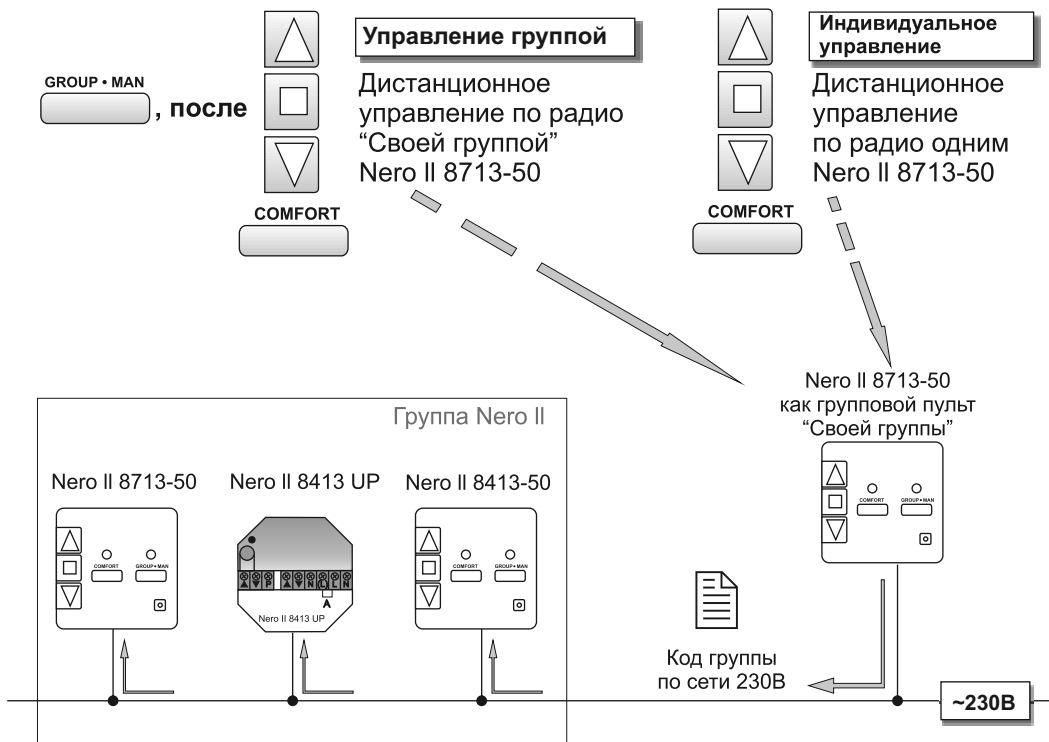 Управление группой
GROUP • MAN
, после
Дистанционное
управление по радио
“Своей группой”
Nero II 8713-50
COMFORT
Индивидуальное
управление
Дистанционное
управление
по радио одним
Nero II 8713-50
COMFORT
Nero II 8713-50
как групповой пульт
“Своей группы”
COMFORT
GROUP • MAN
Группа Nero II
Nero II 8713-50
COMFORT
GROUP • MAN
Nero II 8413 UP
P N (L) L N
A
Nero II 8413 UP
Nero II 8413-50
COMFORT
GROUP • MAN
Код группы
по сети 230В
~230В